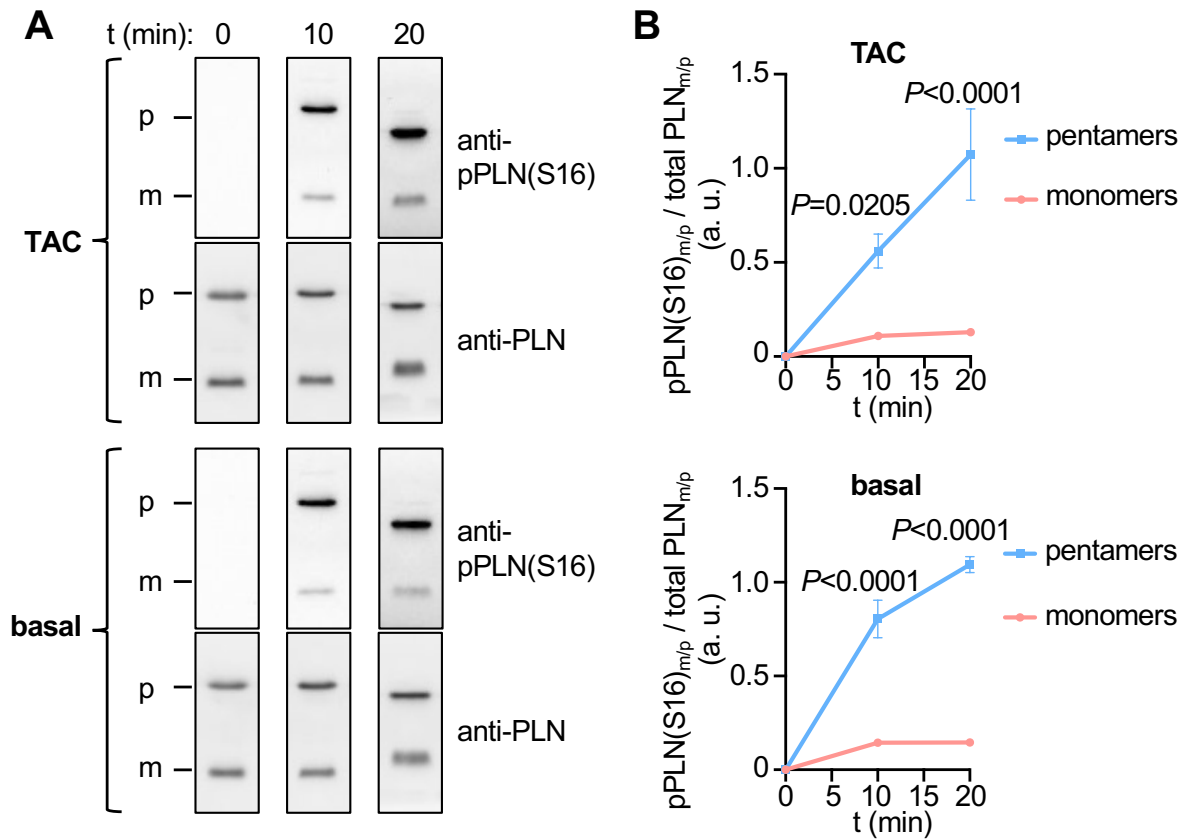 A
t (min): 0 10 20
TAC
p
m
anti-
pPLN(S16)
p
m
anti-PLN
basal
p
m
anti-
pPLN(S16)
p
m
anti-PLN
B
TAC
pPLN(S16)m/p / total PLNm/p
(a. u.)
1.5
1.0
0.5
0
P=0.0205
P<0.0001
0 5 10 15 20
t (min)
pentamers
monomers
basal
pPLN(S16)m/p / total PLNm/p
(a. u.)
1.5
1.0
0.5
0
P<0.0001
P<0.0001
0 5 10 15 20
t (min)
pentamers
monomers